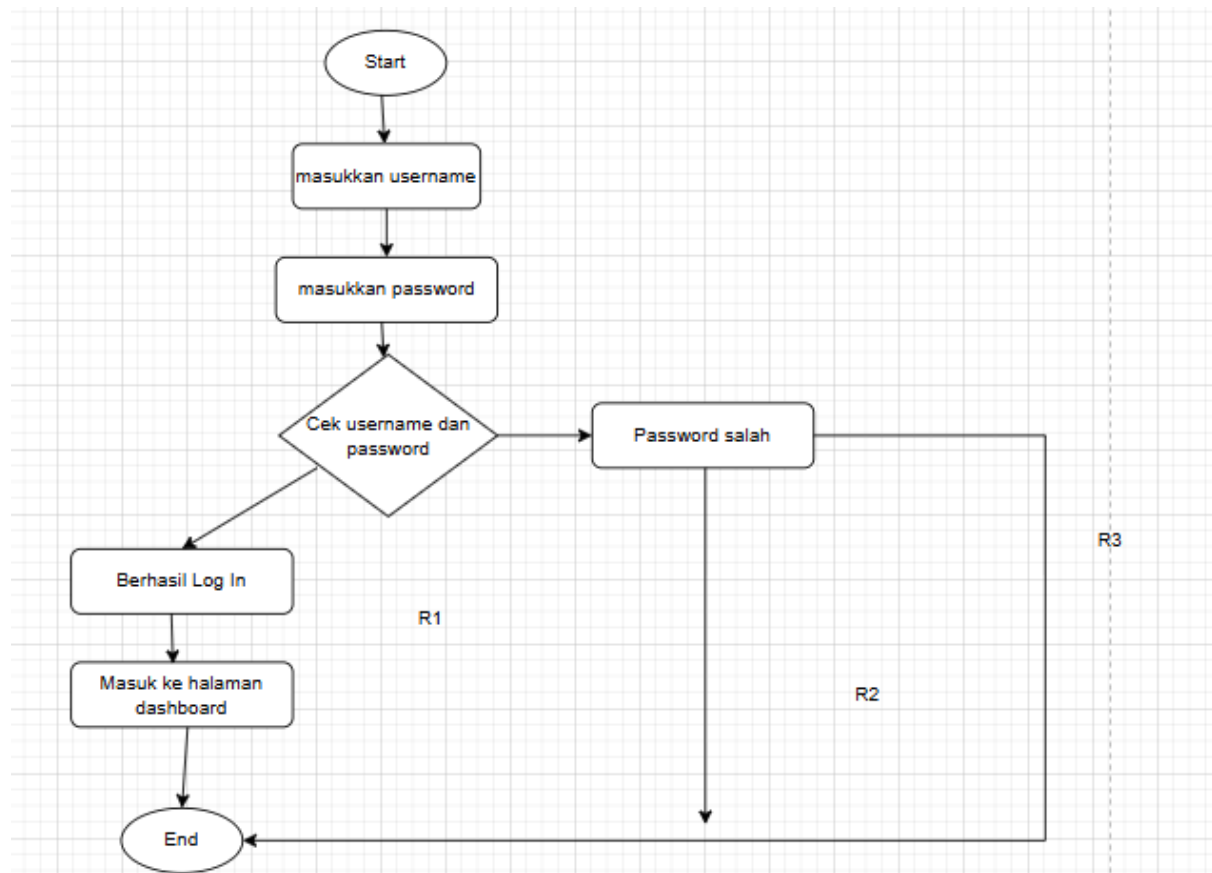 Start
masukkan username
masukkan password
Cek username dan
password
Password salah
R3
Berhasil Log In
R1
Masuk ke halaman
dashboard
R2
End